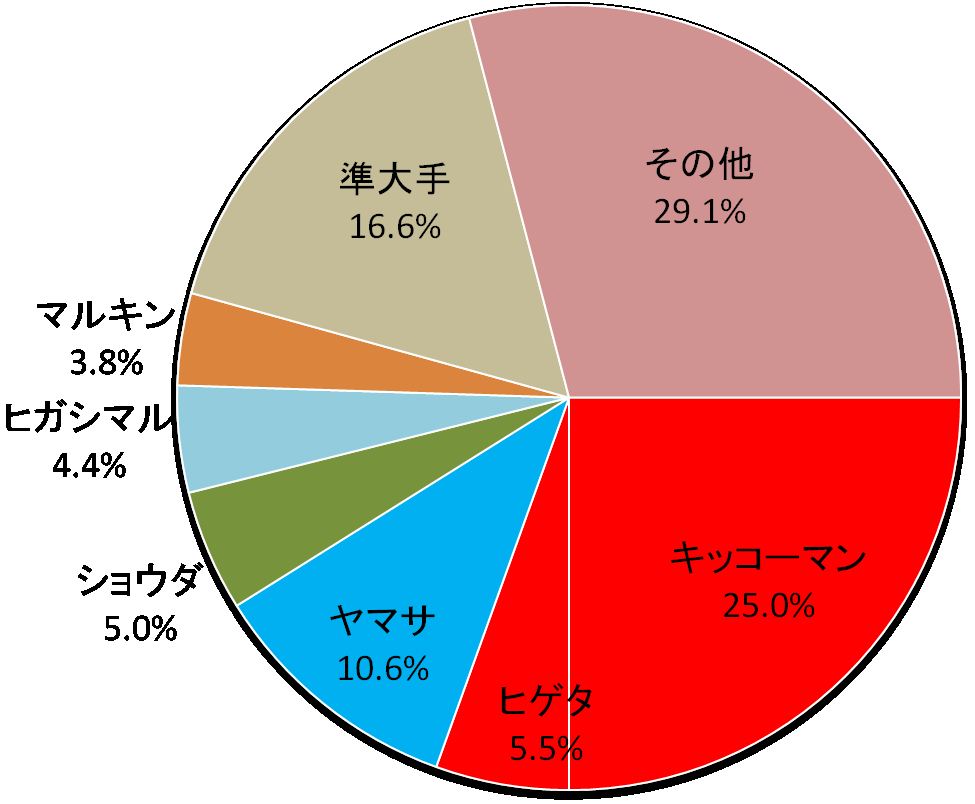 その他
29.1%
準大手
16.6%
マルキン
3.8%
ヒガシマル
4.4%
キッコーマン
25.0%
ショウダ
5.0%
ヤマサ
10.6%
ヒゲタ
5.5%